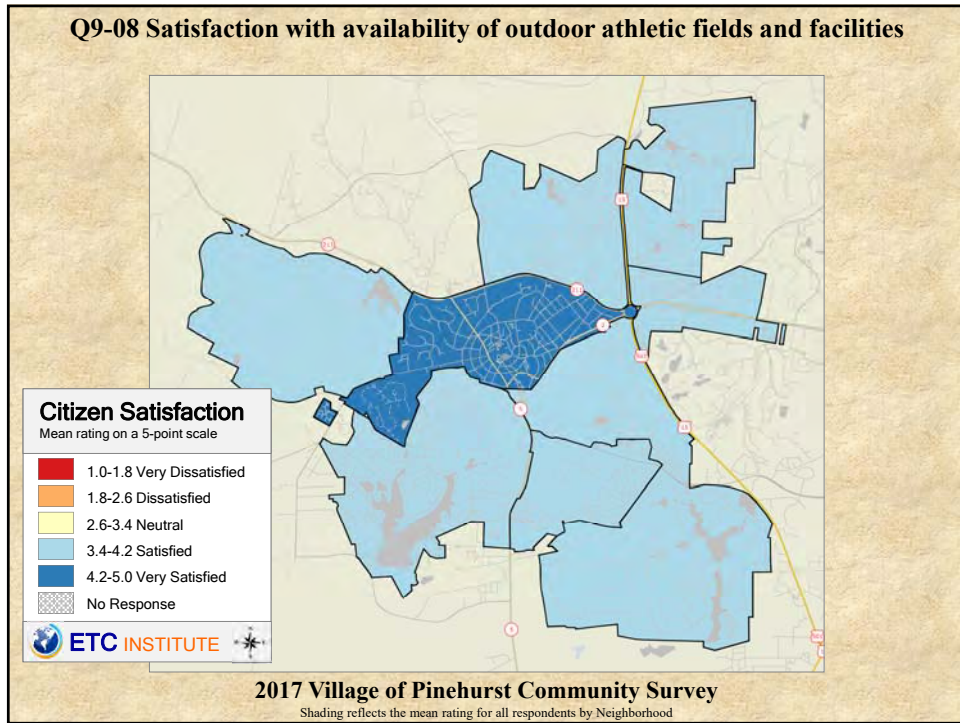 Q9-08 Satisfaction with availability of outdoor athletic fields and facilities
Citizen Satisfaction
Mean rating on a 5-point scale
1.0-1.8 Very Dissatisfied
1.8-2.6 Dissatisfied
2.6-3.4 Neutral
3.4-4.2 Satisfied
4.2-5.0 Very Satisfied
No Response
ETC INSTITUTE
2017 Village of Pinehurst Community Survey
Shading reflects the mean rating for all respondents by Neighborhood